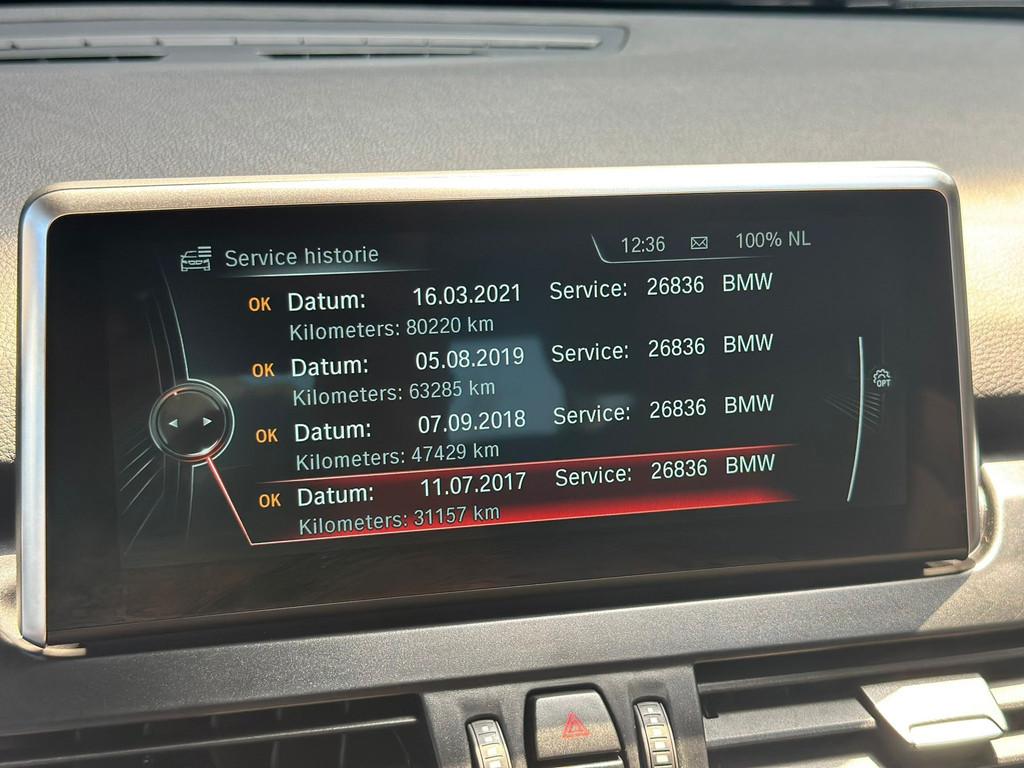 Service historie
12:36 100% NL
OK Datum: 16.03.2021 Service: 26836 BMW
Kilometers: 80220 km
OK Datum: 05.08.2019 Service: 26836 BMW
Kilometers: 63285 km
OK Datum: 07.09.2018 Service: 26836 BMW
Kilometers: 47429 km
OK Datum: 11.07.2017 Service: 26836 BMW
Kilometers: 31157 km
OPT